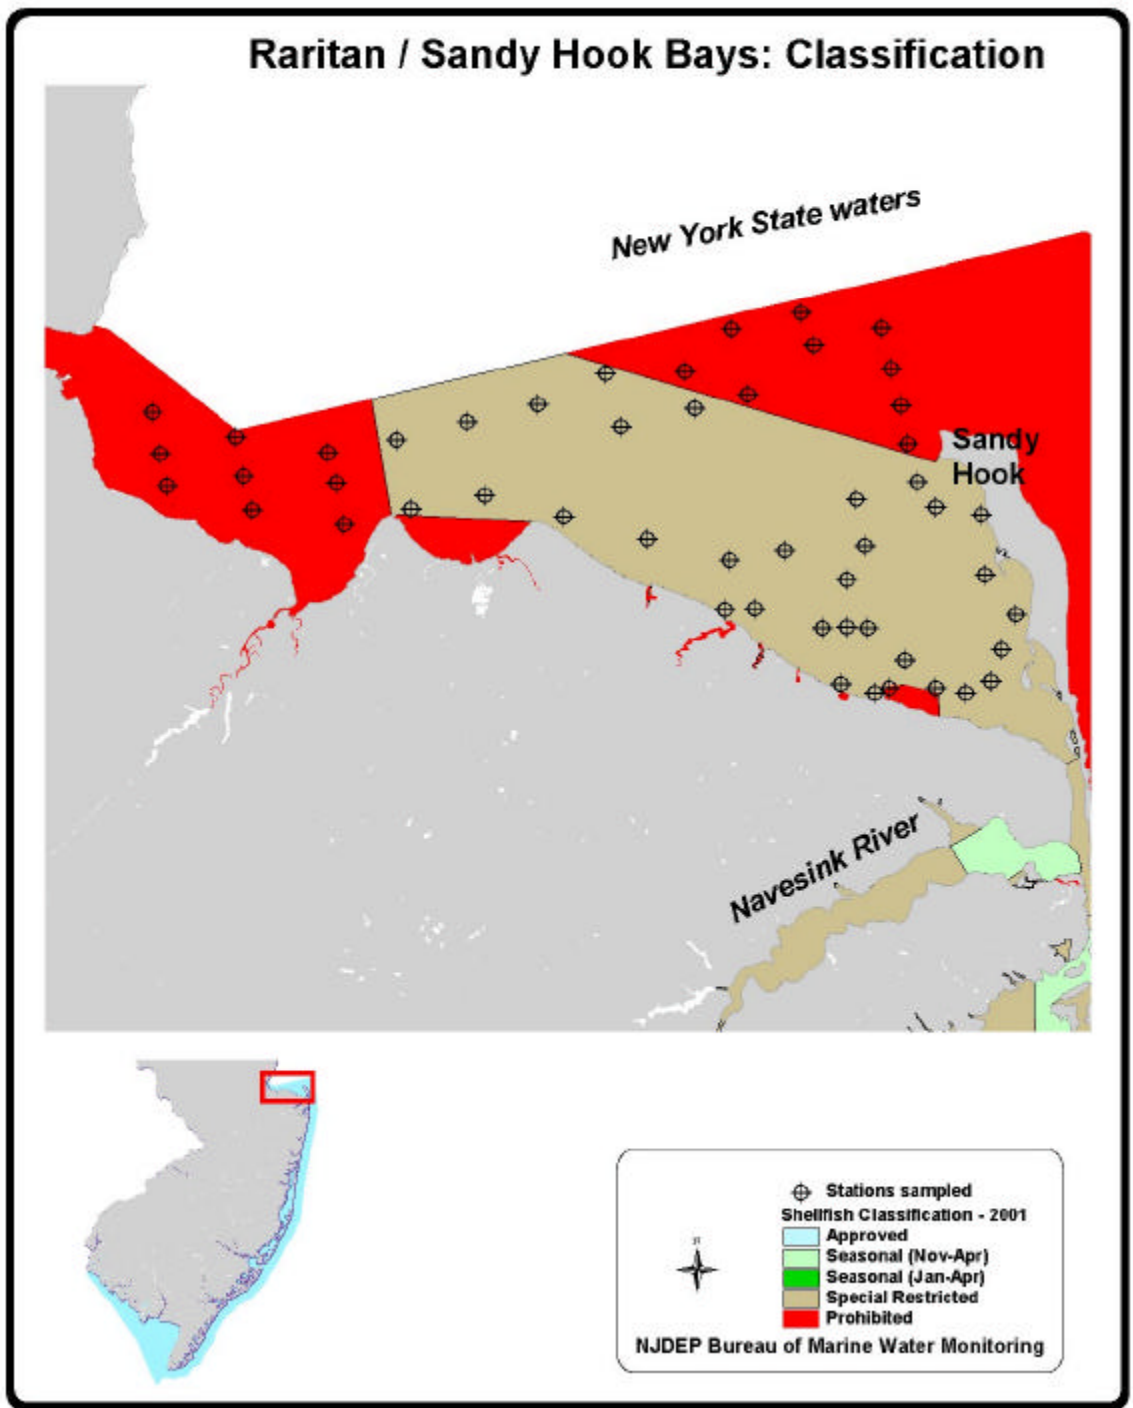 Raritan / Sandy Hook Bays: Classification
New York State waters
Sandy
Hook
Navesink River
Stations sampled
Shellfish Classification - 2001
Approved
Seasonal (Nov-Apr)
Seasonal (Jan-Apr)
Special Restricted
Prohibited
NJDEP Bureau of Marine Water Monitoring